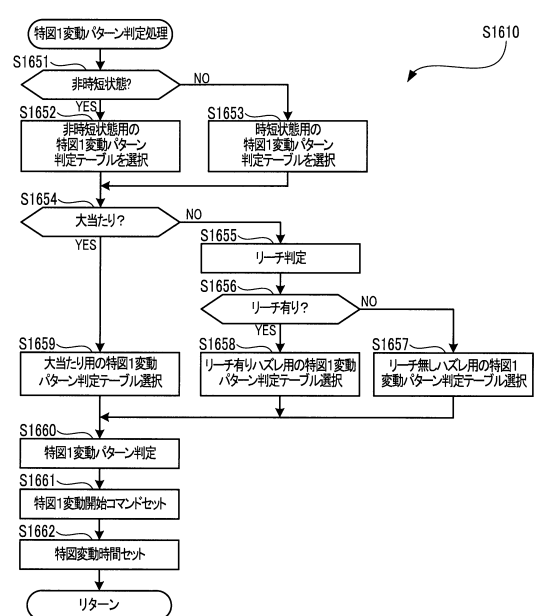 特図1変動パターン判定処理
S1610
S1651
非時短状態?
NO
YES
S1652
非時短状態用の
特図1変動パターン
判定テーブルを選択
S1653
時短状態用の
特図1変動パターン
判定テーブルを選択
S1654
大当たり?
NO
YES
S1655
リーチ判定
S1656
リーチ有り?
NO
YES
S1659
大当たり用の特図1変動
パターン判定テーブル選択
S1658
リーチ有りハズレ用の特図1変動
パターン判定テーブル選択
S1657
リーチ無しハズレ用の特図1
変動パターン判定テーブル選択
S1660
特図1変動パターン判定
S1661
特図1変動開始コマンドセット
S1662
特図変動時間セット
リターン